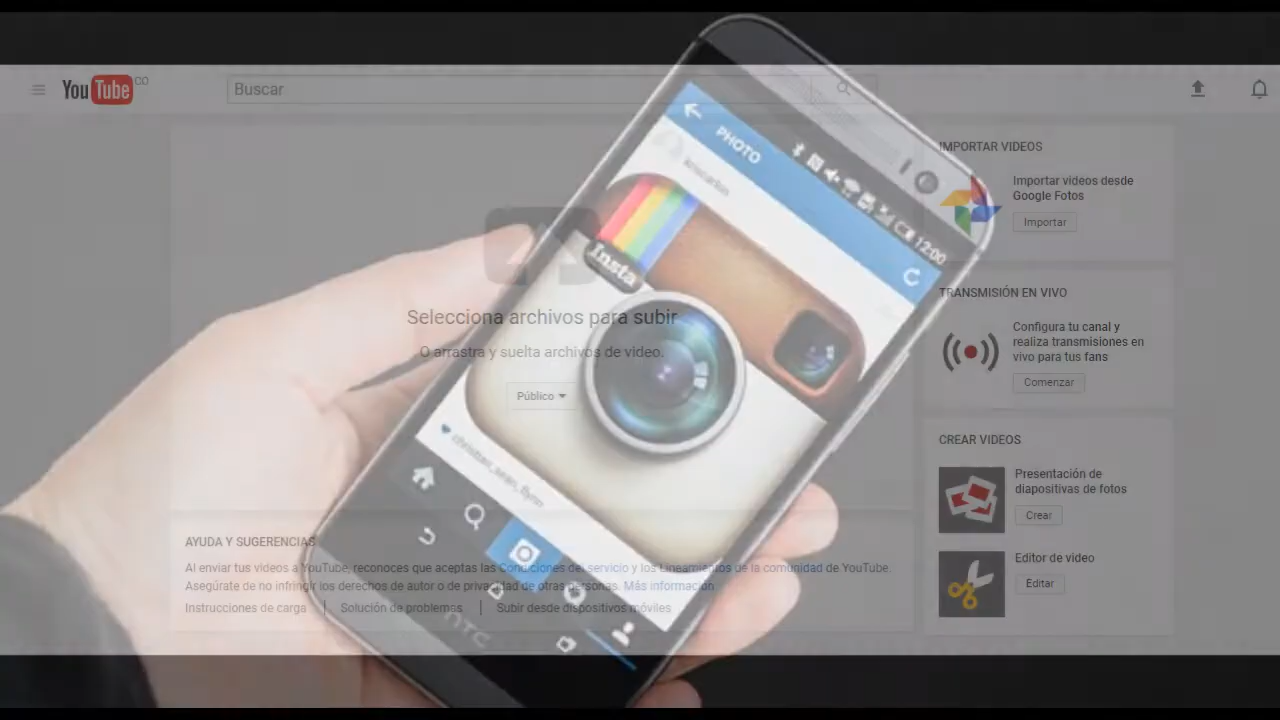 YouTube CO
Buscar
PHOTO
12:00
IMPORTAR VIDEOS
Importar videos desde
Google Fotos
Importar
Insta
TRANSMISIÓN EN VIVO
Configura tu canal y
realiza transmisiones en
vivo para tus fans
Comenzar
Selecciona archivos para subir
O arrastra y suelta archivos de video.
Público
CREAR VIDEOS
Presentación de
diapositivas de fotos
Crear
Editor de video
Editar
AYUDA Y SUGERENCIAS
Al enviar tus videos a YouTube, reconoces que aceptas las Condiciones del servicio y los Lineamientos de la comunidad de YouTube.
Asegúrate de no infringir los derechos de autor o de privacidad de otras personas. Más información
Instrucciones de carga | Solución de problemas | Subir desde dispositivos móviles
hTC